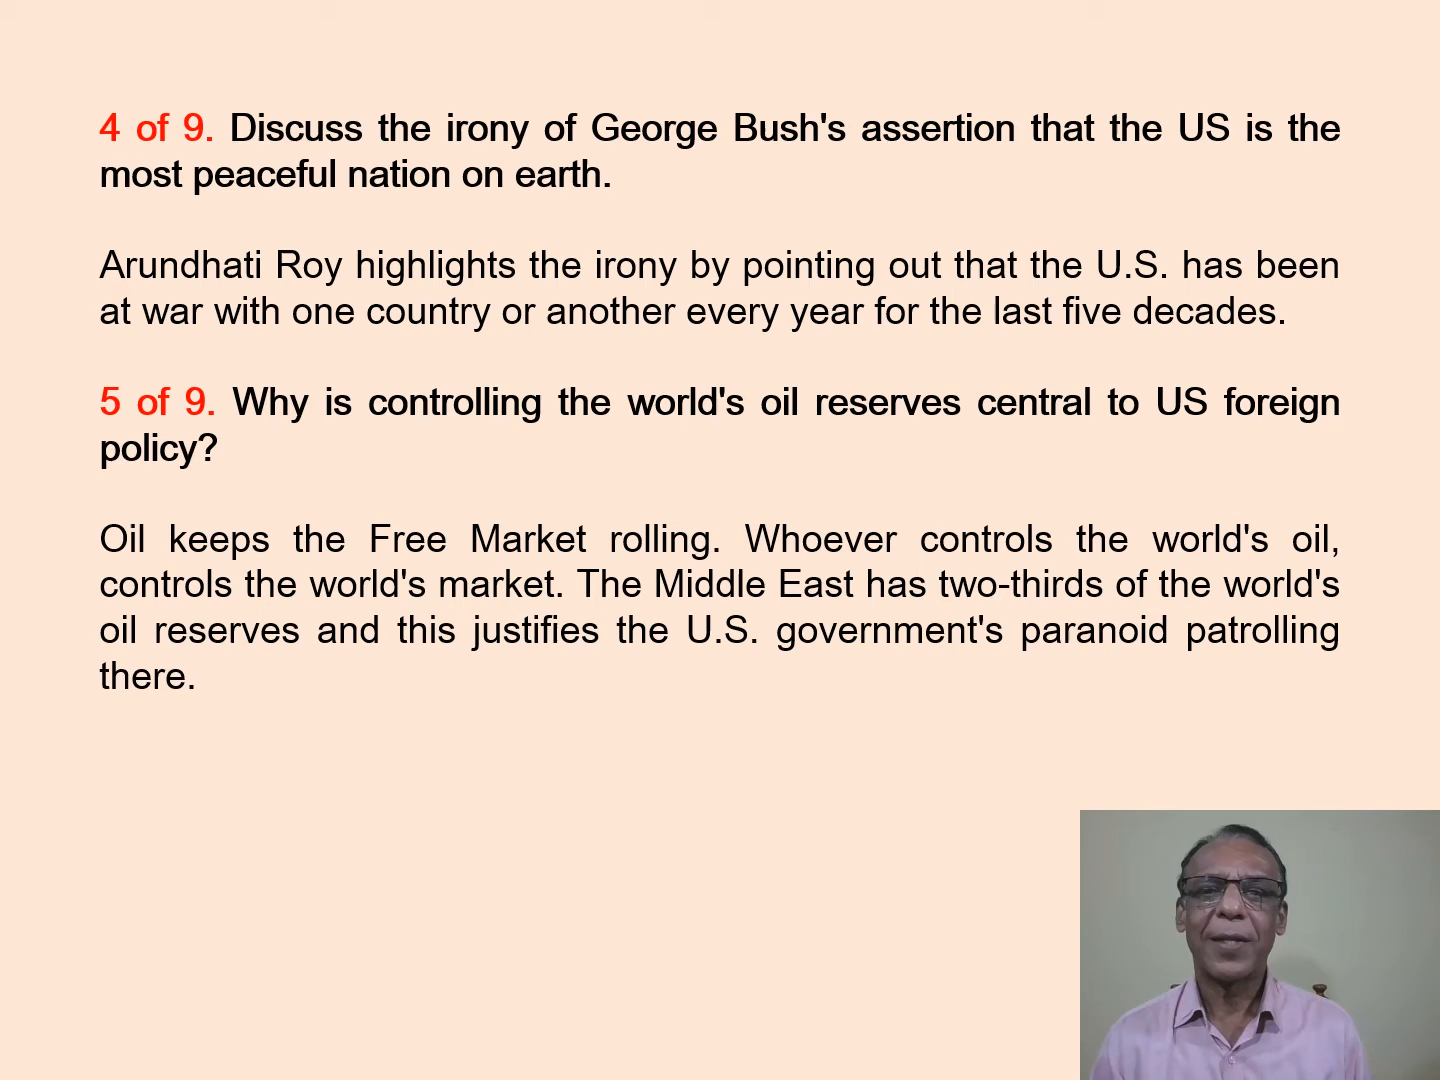 4 of 9. Discuss the irony of George Bush's assertion that the US is the
most peaceful nation on earth.
Arundhati Roy highlights the irony by pointing out that the U.S. has been
at war with one country or another every year for the last five decades.
5 of 9. Why is controlling the world's oil reserves central to US foreign
policy?
Oil keeps the Free Market rolling. Whoever controls the world's oil,
controls the world's market. The Middle East has two-thirds of the world's
oil reserves and this justifies the U.S. government's paranoid patrolling
there.